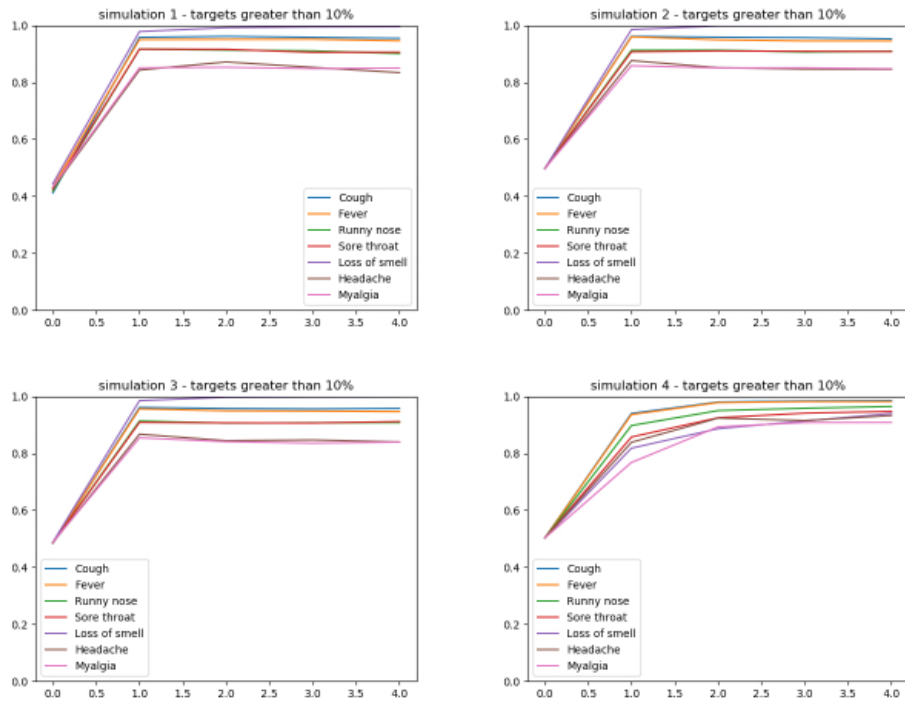 simulation 1 - targets greater than 10%
1.0
0.8
0.6
0.4
0.2
0.0
Cough
Fever
Runny nose
Sore throat
Loss of smell
Headache
Myalgia
0.0 0.5 1.0 1.5 2.0 2.5 3.0 3.5 4.0
simulation 2 - targets greater than 10%
1.0
0.8
0.6
0.4
0.2
0.0
Cough
Fever
Runny nose
Sore throat
Loss of smell
Headache
Myalgia
0.0 0.5 1.0 1.5 2.0 2.5 3.0 3.5 4.0
simulation 3 - targets greater than 10%
1.0
0.8
0.6
0.4
0.2
0.0
Cough
Fever
Runny nose
Sore throat
Loss of smell
Headache
Myalgia
0.0 0.5 1.0 1.5 2.0 2.5 3.0 3.5 4.0
simulation 4 - targets greater than 10%
1.0
0.8
0.6
0.4
0.2
0.0
Cough
Fever
Runny nose
Sore throat
Loss of smell
Headache
Myalgia
0.0 0.5 1.0 1.5 2.0 2.5 3.0 3.5 4.0